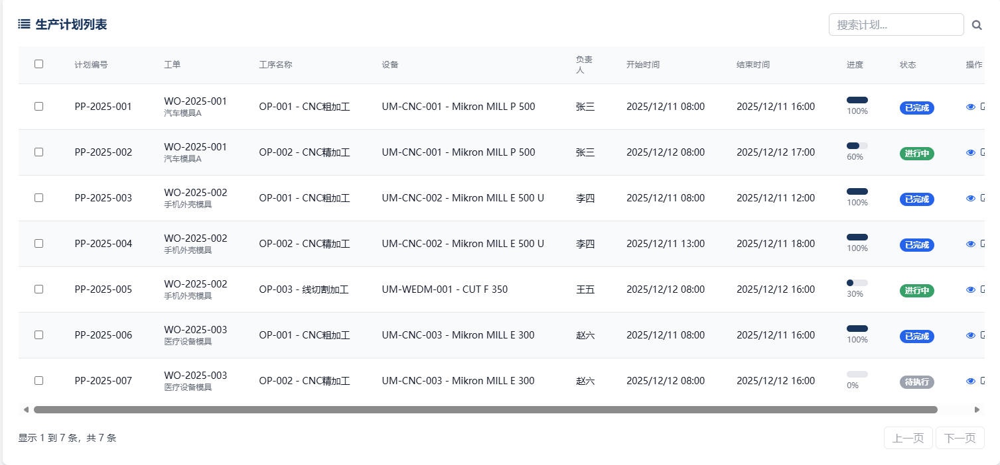 生产计划列表
搜索计划...
计划编号 工单 工序名称 设备 负责人 开始时间 结束时间 进度 状态 操作
PP-2025-001 WO-2025-001 汽车模具A OP-001 - CNC粗加工 UM-CNC-001 - Mikron MILL P 500 张三 2025/12/11 08:00 2025/12/11 16:00 100% 已完成
PP-2025-002 WO-2025-001 汽车模具A OP-002 - CNC精加工 UM-CNC-001 - Mikron MILL P 500 张三 2025/12/12 08:00 2025/12/12 17:00 60% 进行中
PP-2025-003 WO-2025-002 手机外壳模具 OP-001 - CNC粗加工 UM-CNC-002 - Mikron MILL E 500 U 李四 2025/12/11 08:00 2025/12/11 12:00 100% 已完成
PP-2025-004 WO-2025-002 手机外壳模具 OP-002 - CNC精加工 UM-CNC-002 - Mikron MILL E 500 U 李四 2025/12/11 13:00 2025/12/11 18:00 100% 已完成
PP-2025-005 WO-2025-002 手机外壳模具 OP-003 - 线切割加工 UM-WEDM-001 - CUT F 350 王五 2025/12/12 08:00 2025/12/12 16:00 30% 进行中
PP-2025-006 WO-2025-003 医疗设备模具 OP-001 - CNC粗加工 UM-CNC-003 - Mikron MILL E 300 赵六 2025/12/11 08:00 2025/12/11 16:00 100% 已完成
PP-2025-007 WO-2025-003 医疗设备模具 OP-002 - CNC精加工 UM-CNC-003 - Mikron MILL E 300 赵六 2025/12/12 08:00 2025/12/12 16:00 0% 待执行
显示 1 到 7 条，共 7 条
上一页 下一页